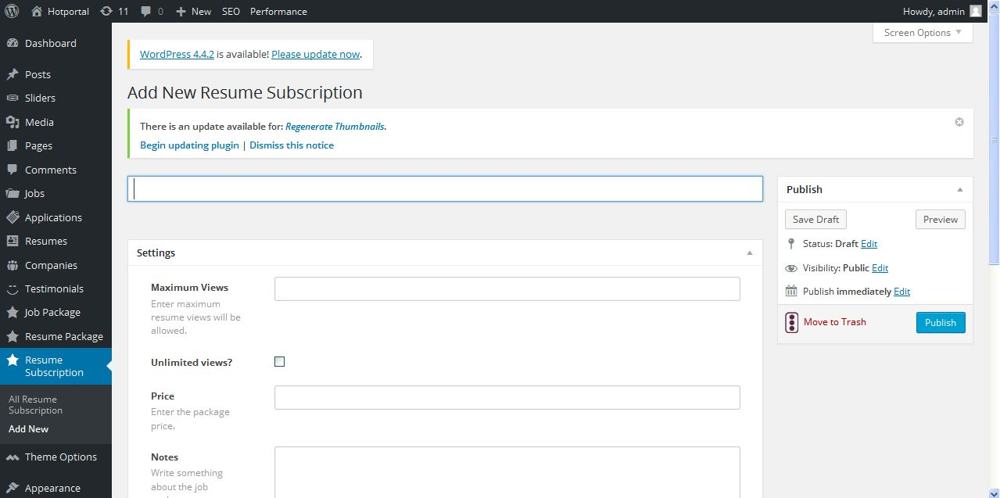 Hotportal 11 0 New SEO Performance Howdy, admin
Screen Options
Dashboard
Posts
Sliders
Media
Pages
Comments
Jobs
Applications
Resumes
Companies
Testimonials
Job Package
Resume Package
Resume
Subscription
All Resume
Subscription
Add New
Theme Options
Appearance
WordPress 4.4.2 is available! Please update now.
Add New Resume Subscription
There is an update available for: Regenerate Thumbnails.
Begin updating plugin | Dismiss this notice
Settings
Maximum Views
Enter maximum
resume views will be
allowed.
Unlimited views?
Price
Enter the package
price.
Notes
Write something
about the job
Publish
Save Draft Preview
Status: Draft Edit
Visibility: Public Edit
Publish immediately Edit
Move to Trash Publish